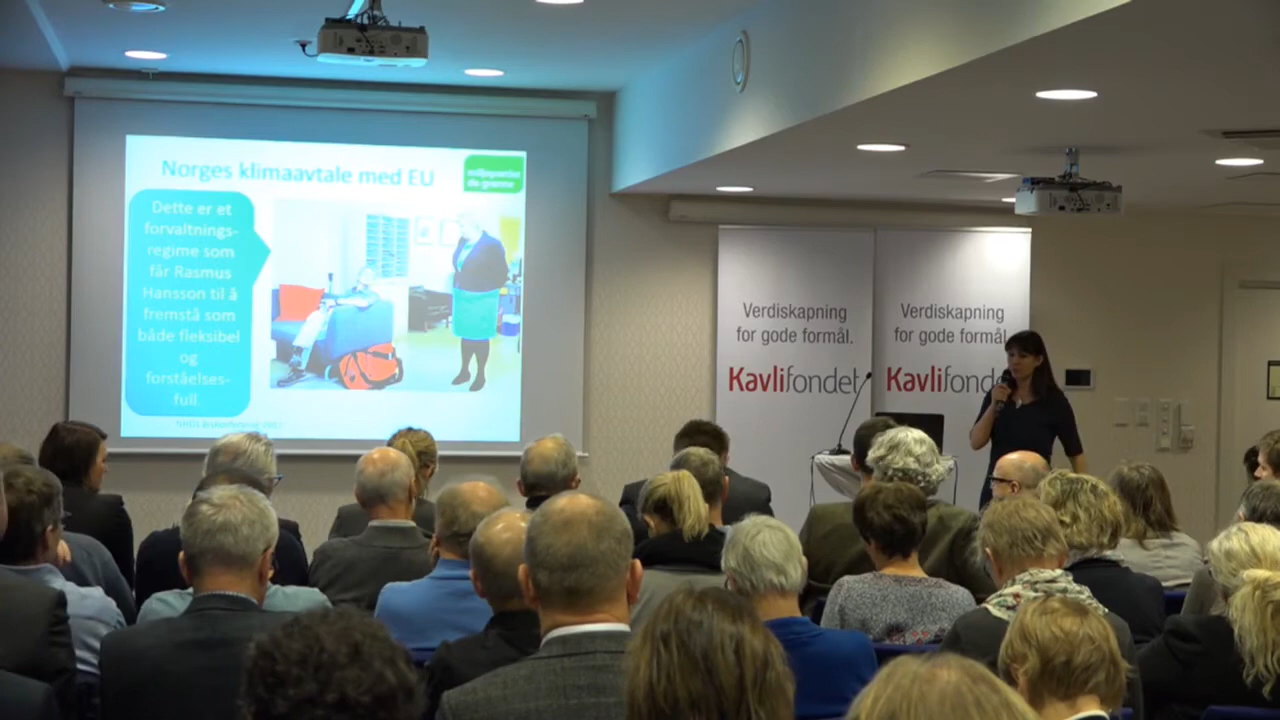 Norges klimaavtale med EU
miljøpartiet
de grønne
Dette er et
forvaltnings-
regime som
får Rasmus
Hansson til å
fremstå som
både fleksibel
og
forståelses-
full.
Verdiskapning
for gode formål.
Kavlifondet
Verdiskapning
for gode formål.
Kavlifond